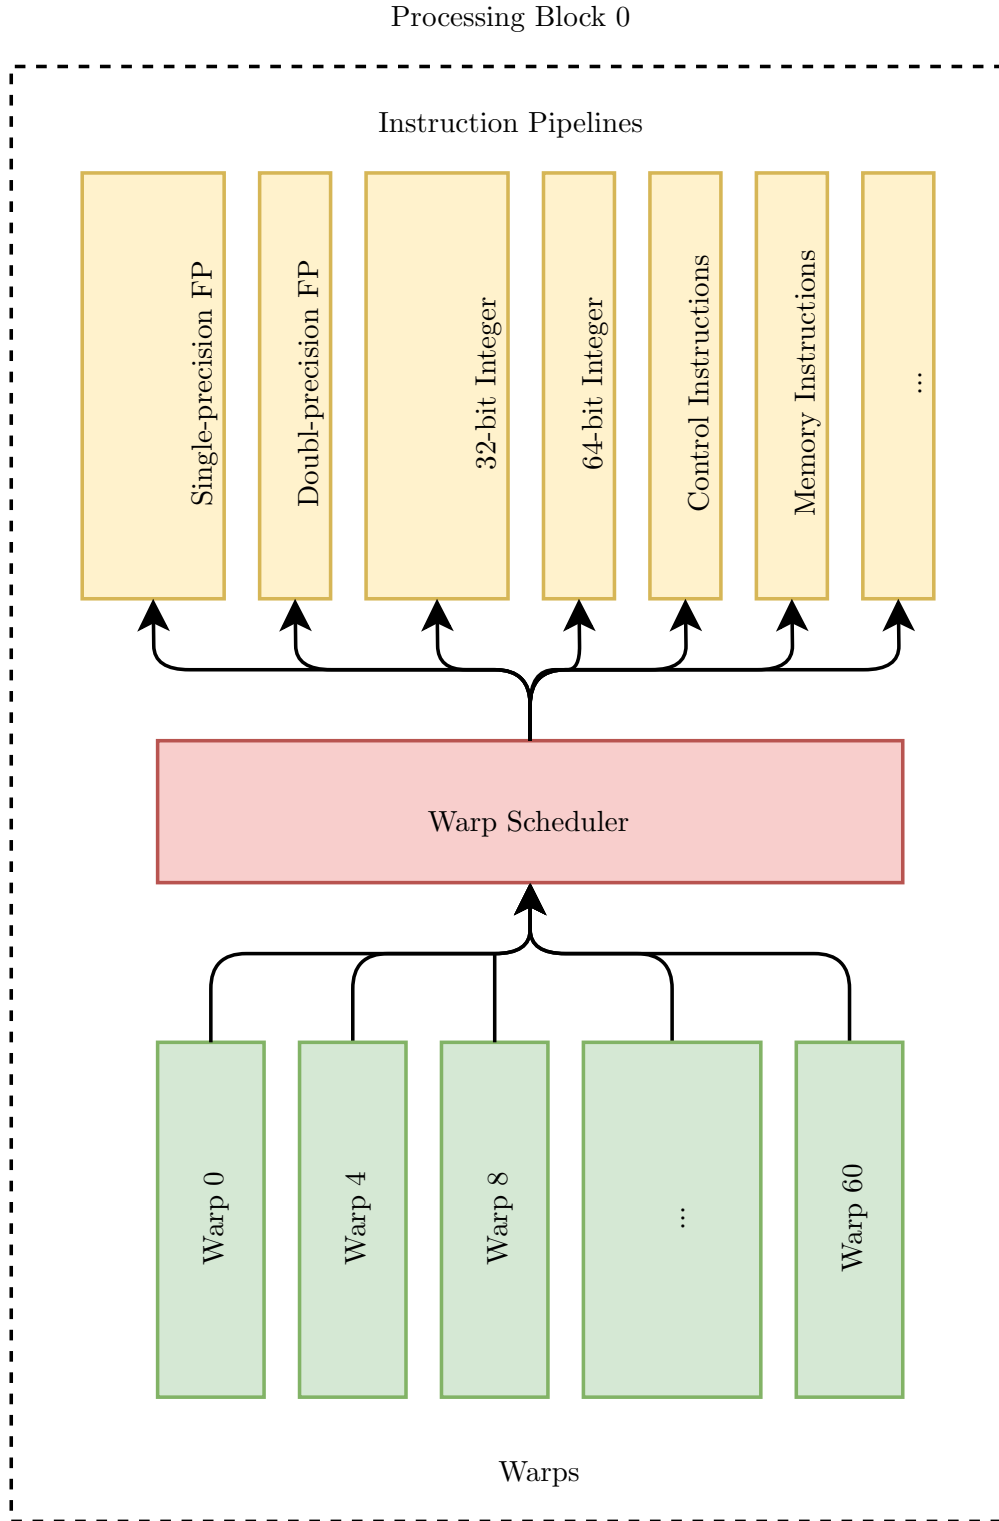 Processing Block 0
Instruction Pipelines
Single-precision FP
Doubl-precision FP
32-bit Integer
64-bit Integer
Control Instructions
Memory Instructions
...
Warp Scheduler
Warp 0
Warp 4
Warp 8
...
Warp 60
Warps